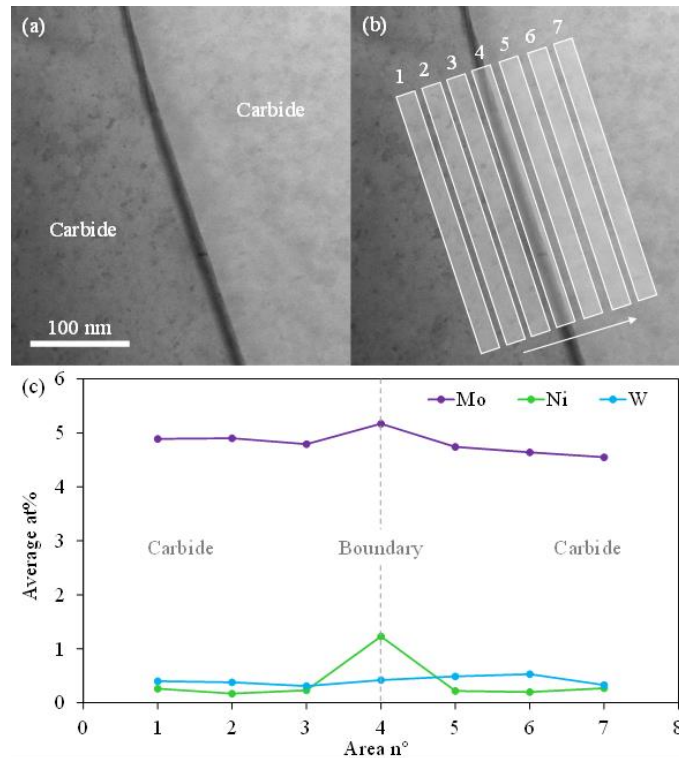 (a)
Carbide
Carbide
100 nm
(b)
1 2 3 4 5 6 7
(c)
Mo Ni W
6
5
4
3
2
1
0
Average at%
Carbide Boundary Carbide
0 1 2 3 4 5 6 7 8
Area n°